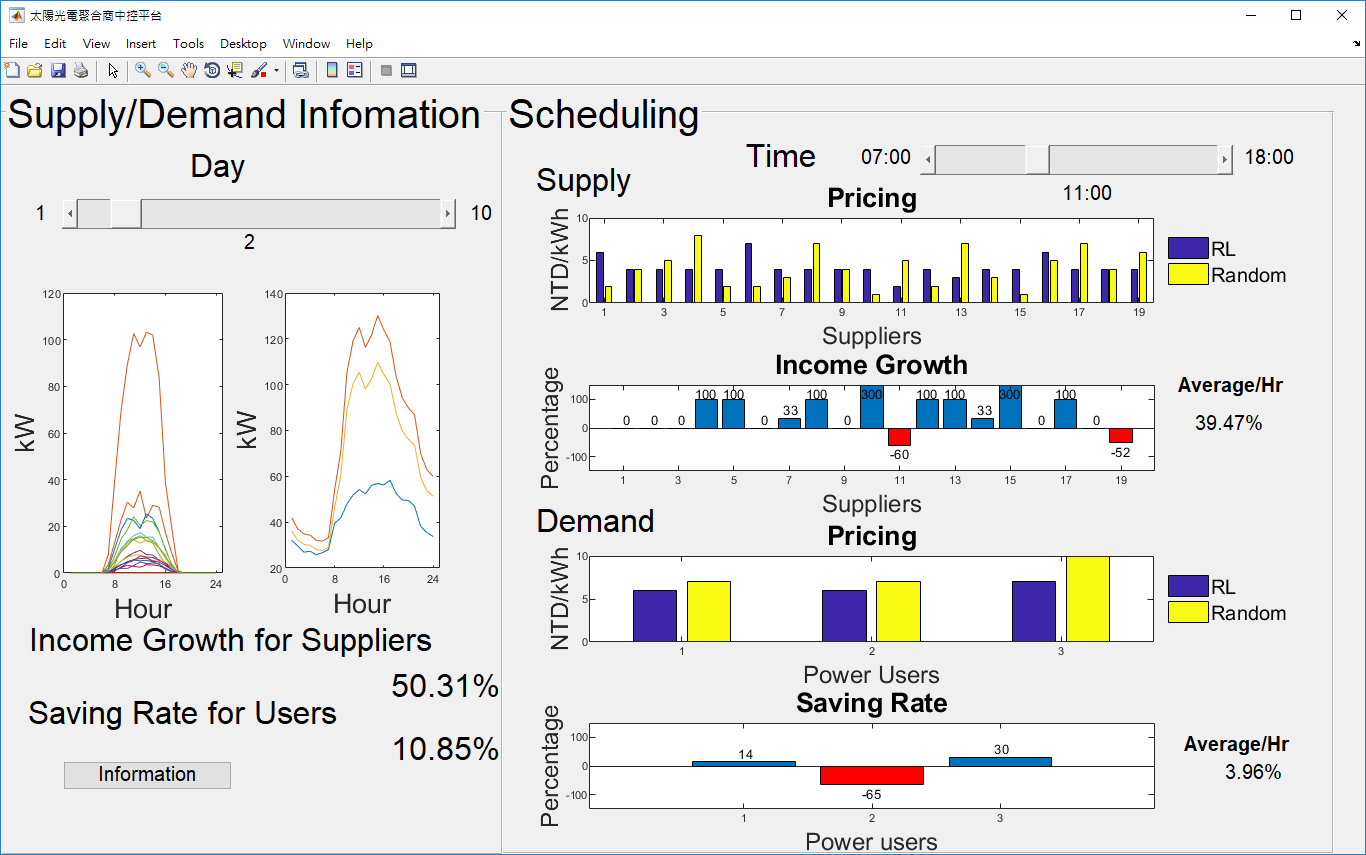 太陽光電聚合商中控平台
File Edit View Insert Tools Desktop Window Help
Supply/Demand Infomation
Day
1 10
2
120
100
80
60
40
20
0
kW
0 8 16 24
Hour
140
120
100
80
60
40
20
kW
0 8 16 24
Hour
Income Growth for Suppliers
50.31%
Saving Rate for Users
10.85%
Information
Scheduling
Time 07:00 18:00
11:00
Supply
Pricing
NTD/kWh
10
5
0
1 3 5 7 9 11 13 15 17 19
Suppliers
RL
Random
Income Growth
Percentage
100
0
-100
0 0 0 100 100 0 33 100 0 300 -60 100 100 33 300 0 100 0 -52
1 3 5 7 9 11 13 15 17 19
Suppliers
Average/Hr
39.47%
Demand
Pricing
NTD/kWh
10
5
0
1 2 3
Power Users
RL
Random
Saving Rate
Percentage
100
0
-100
14 -65 30
1 2 3
Power users
Average/Hr
3.96%